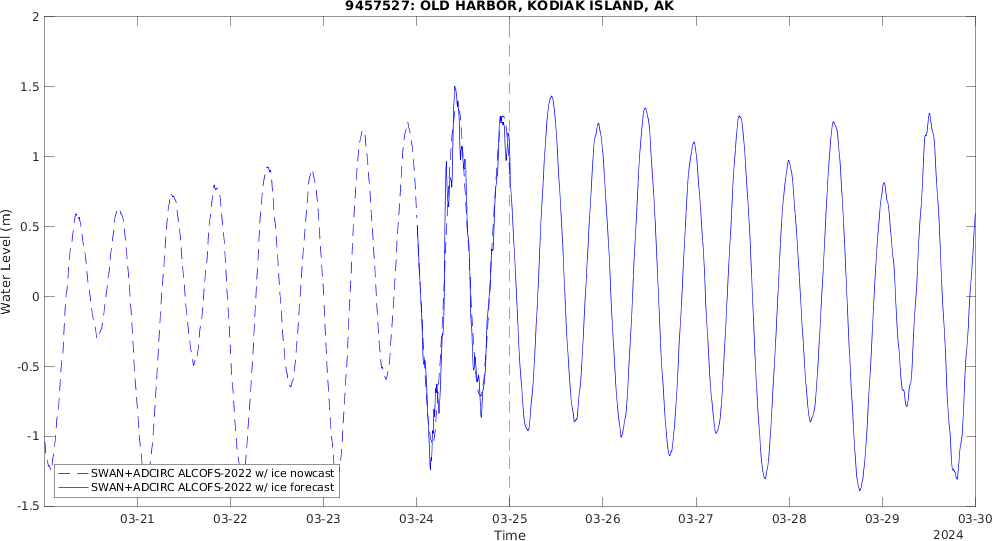 9457527: OLD HARBOR, KODIAK ISLAND, AK
Water Level (m)
2
1.5
1
0.5
0
-0.5
-1
-1.5
SWAN+ADCIRC ALCOFS-2022 w/ ice nowcast
SWAN+ADCIRC ALCOFS-2022 w/ ice forecast
03-21 03-22 03-23 03-24 03-25 03-26 03-27 03-28 03-29 03-30
Time
2024